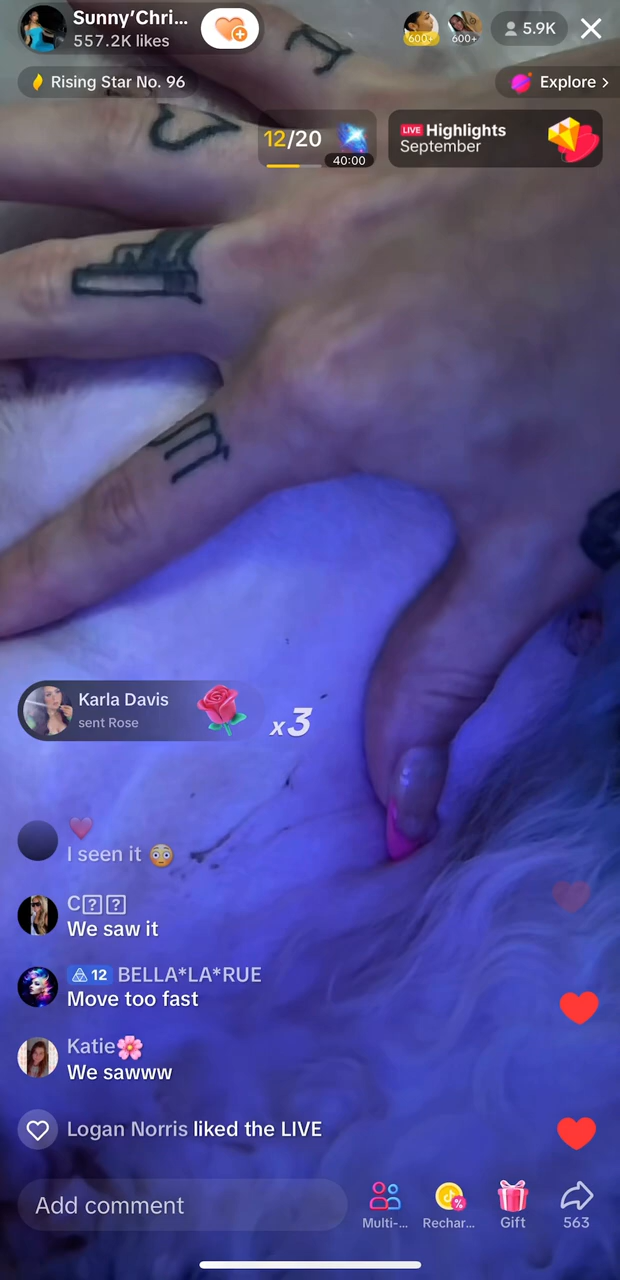 Sunny'Chri...
557.2K likes
600+
600+
5.9K
Rising Star No. 96
Explore >
12/20
40:00
LIVE Highlights
September
Karla Davis
sent Rose
x3
I seen it 😳
C
We saw it
12 BELLA*LA*RUE
Move too fast
Katie🌸
We sawww
Logan Norris liked the LIVE
Add comment
Multi-...
Rechar...
Gift
563